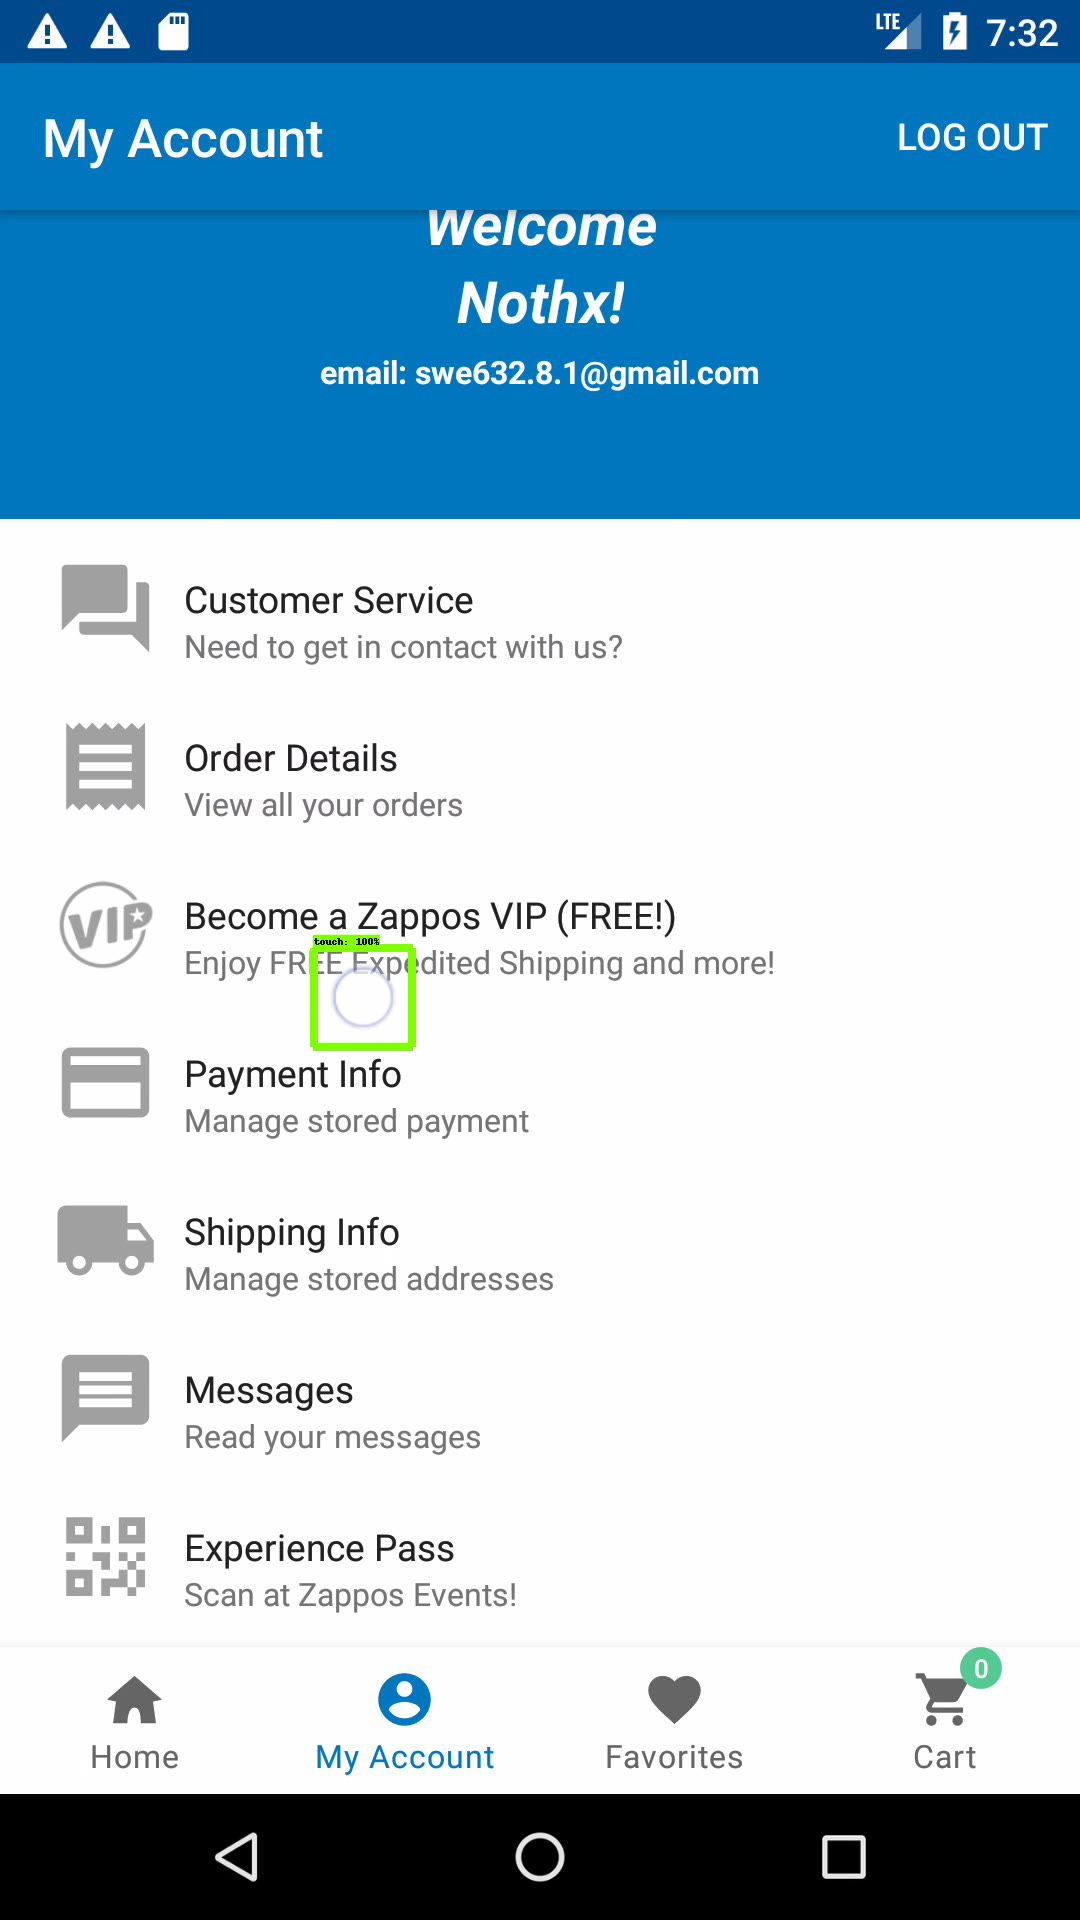 LTE 7:32
My Account LOG OUT
Welcome
Nothx!
email: swe632.8.1@gmail.com
Customer Service
Need to get in contact with us?
Order Details
View all your orders
VIP
Become a Zappos VIP (FREE!)
touch: 100%
Enjoy FREE Expedited Shipping and more!
Payment Info
Manage stored payment
Shipping Info
Manage stored addresses
Messages
Read your messages
Experience Pass
Scan at Zappos Events!
0
Home My Account Favorites Cart